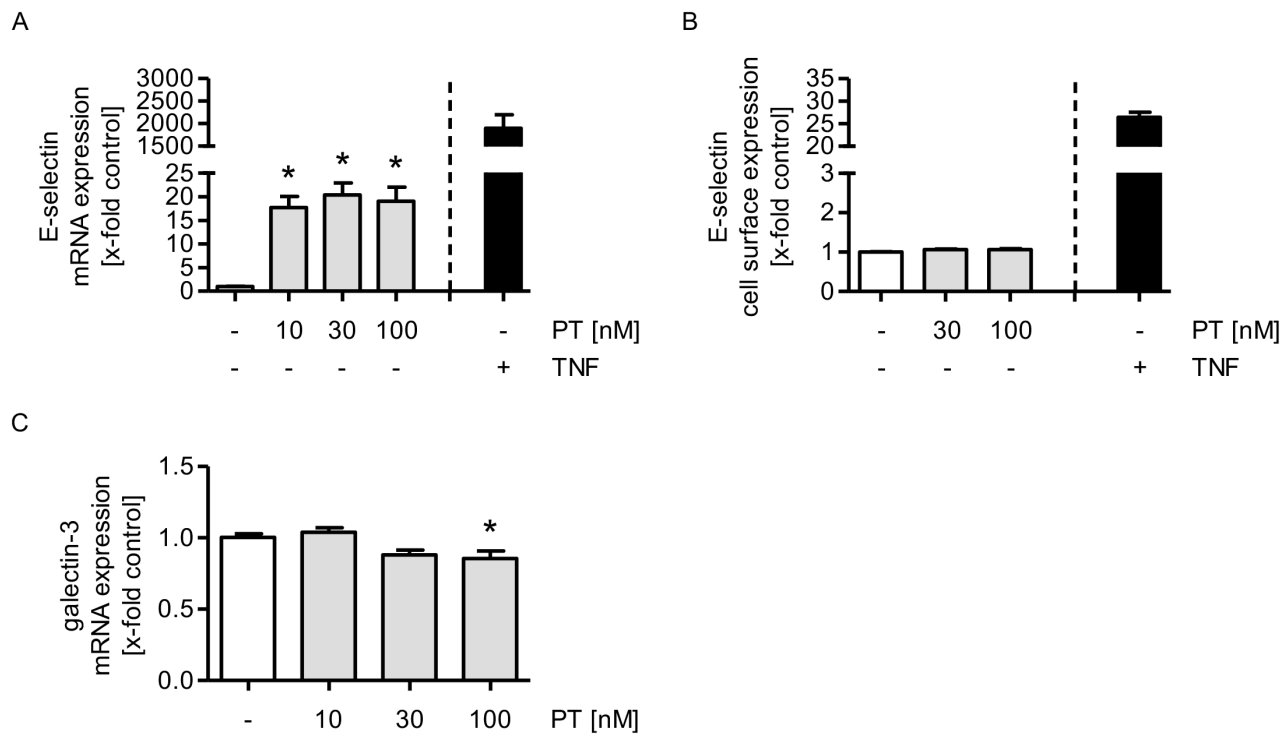 A
E-selectin
mRNA expression
[x-fold control]
3000
2500
2000
1500
25
20
15
10
5
0
* * *
- 10 30 100 - PT [nM]
- - - - + TNF
B
E-selectin
cell surface expression
[x-fold control]
35
30
25
20
3
2
1
0
- 30 100 - PT [nM]
- - - + TNF
C
galectin-3
mRNA expression
[x-fold control]
1.5
1.0
0.5
0.0
*
- 10 30 100 PT [nM]